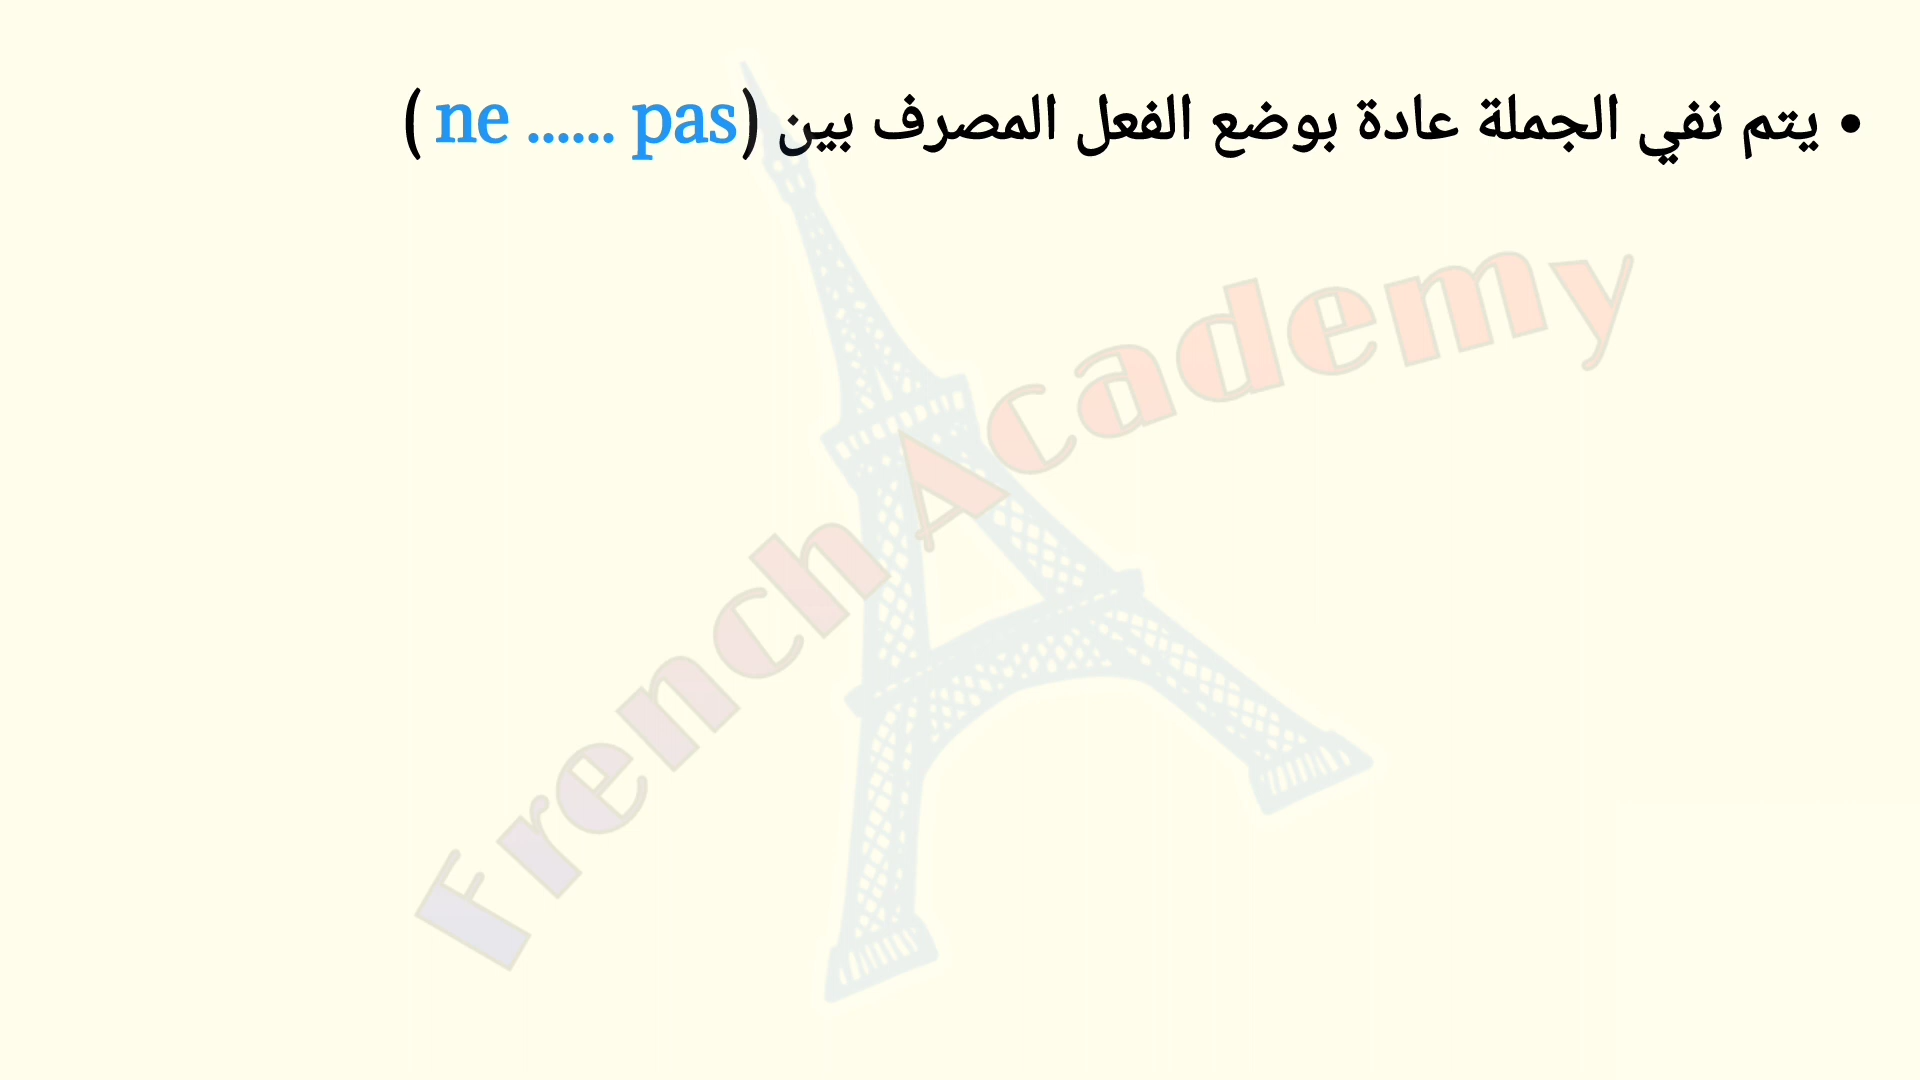 • يتم نفي الجملة عادة بوضع الفعل المصرف بين (ne ...... pas )
French Academy